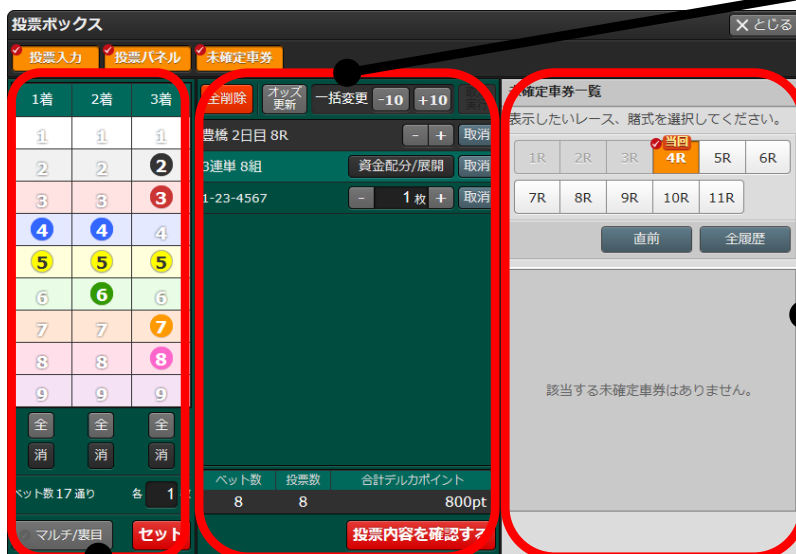 投票ボックス
×とじる
投票入力 投票パネル 未確定車券
1着 2着 3着
1 1 1
2 2 2
3 3 3
4 4 4
5 5 5
6 6 6
7 7 7
8 8 8
9 9 9
全 全 全
消 消 消
ベット数17通り 各 1
マルチ/裏目 セット
全削除 オッズ更新 一括変更 -10 +10
豊橋 2日目 8R - + 取消
3連単 8組 資金配分/展開 取消
1-23-4567 - 1枚 + 取消
ベット数 投票数 合計デルカポイント
8 8 800pt
投票内容を確認する
未確定車券一覧
表示したいレース、賭式を選択してください。
当回
1R 2R 3R 4R 5R 6R
7R 8R 9R 10R 11R
直前 全履歴
該当する未確定車券はありません。